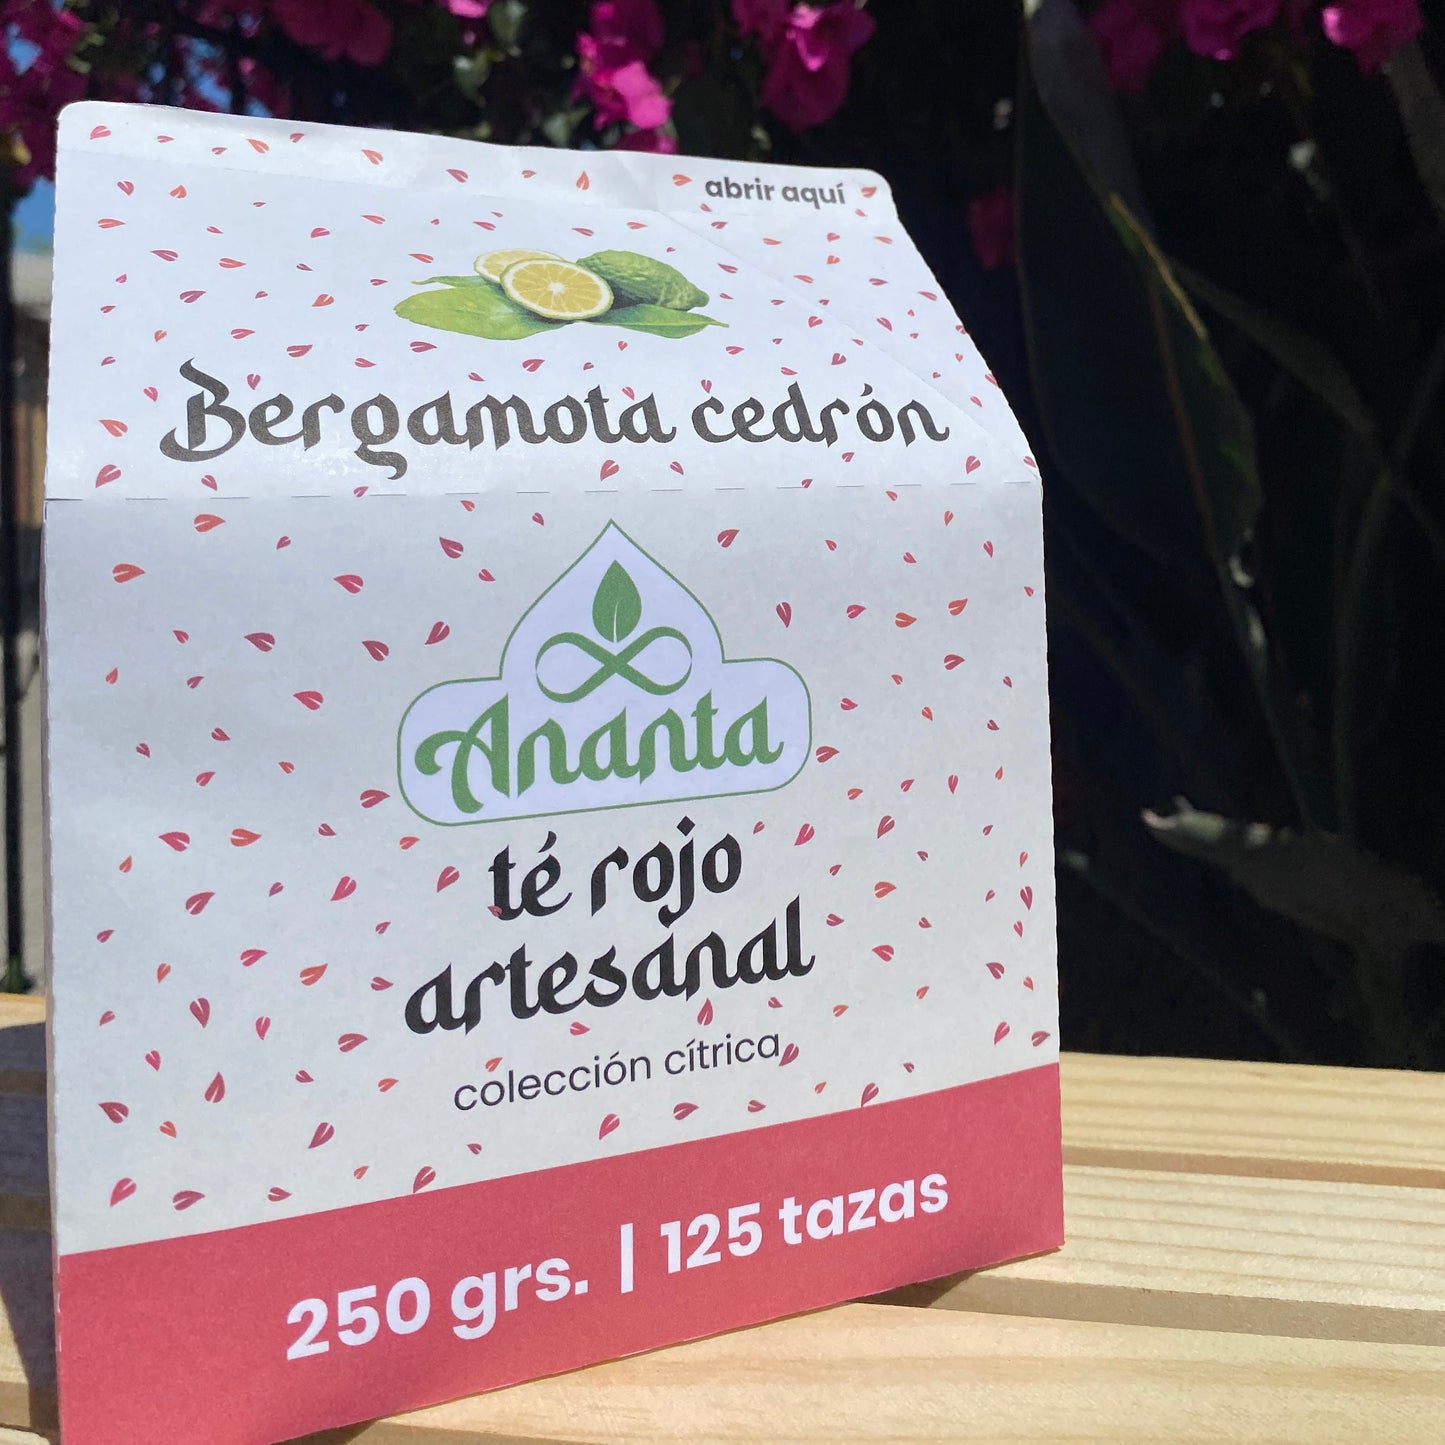 abrir aquí
Bergamota cedrón
Ananta
té rojo
artesanal
colección cítrica
250 grs. | 125 tazas